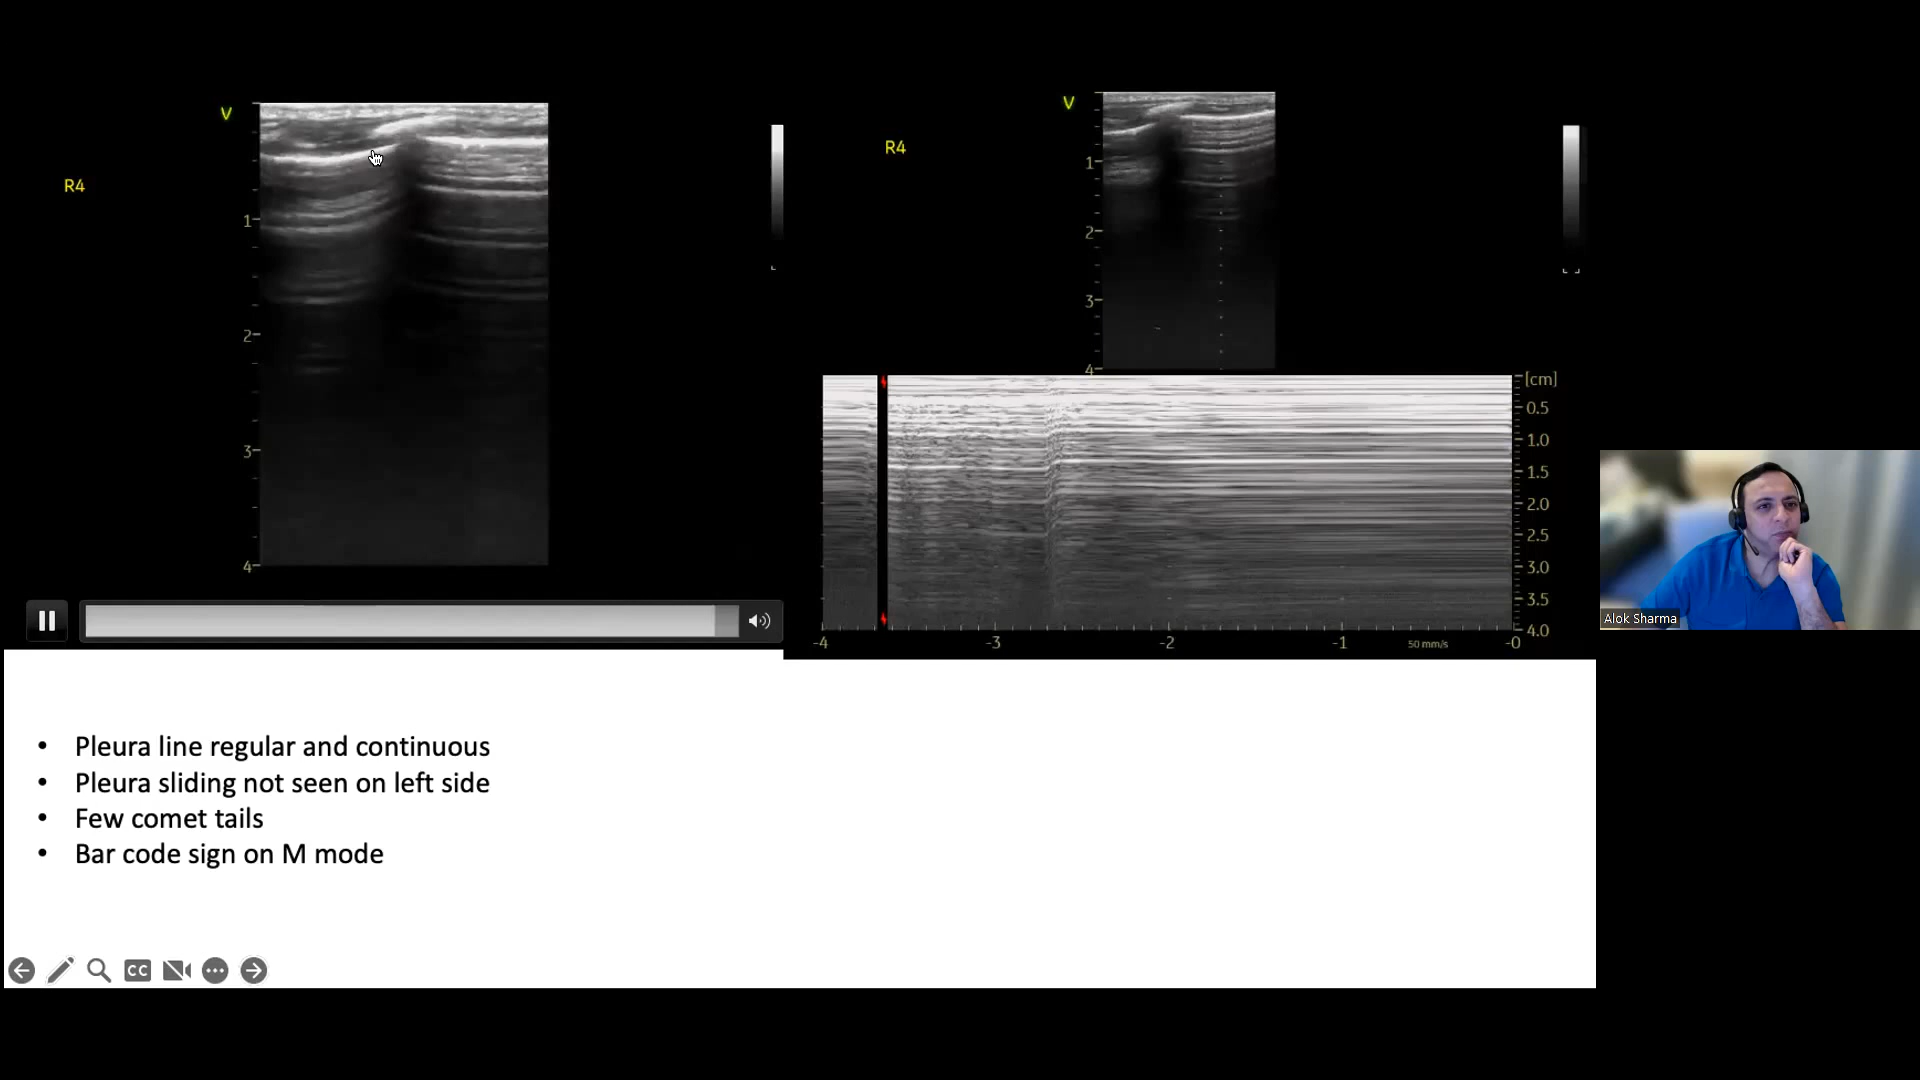 V
R4
1
2
3
4
V
R4
1
2
3
4
[cm]
0.5
1.0
1.5
2.0
2.5
3.0
3.5
4.0
-4 -3 -2 -1 50 mm/s -0
Alok Sharma
• Pleura line regular and continuous
• Pleura sliding not seen on left side
• Few comet tails
• Bar code sign on M mode
CC